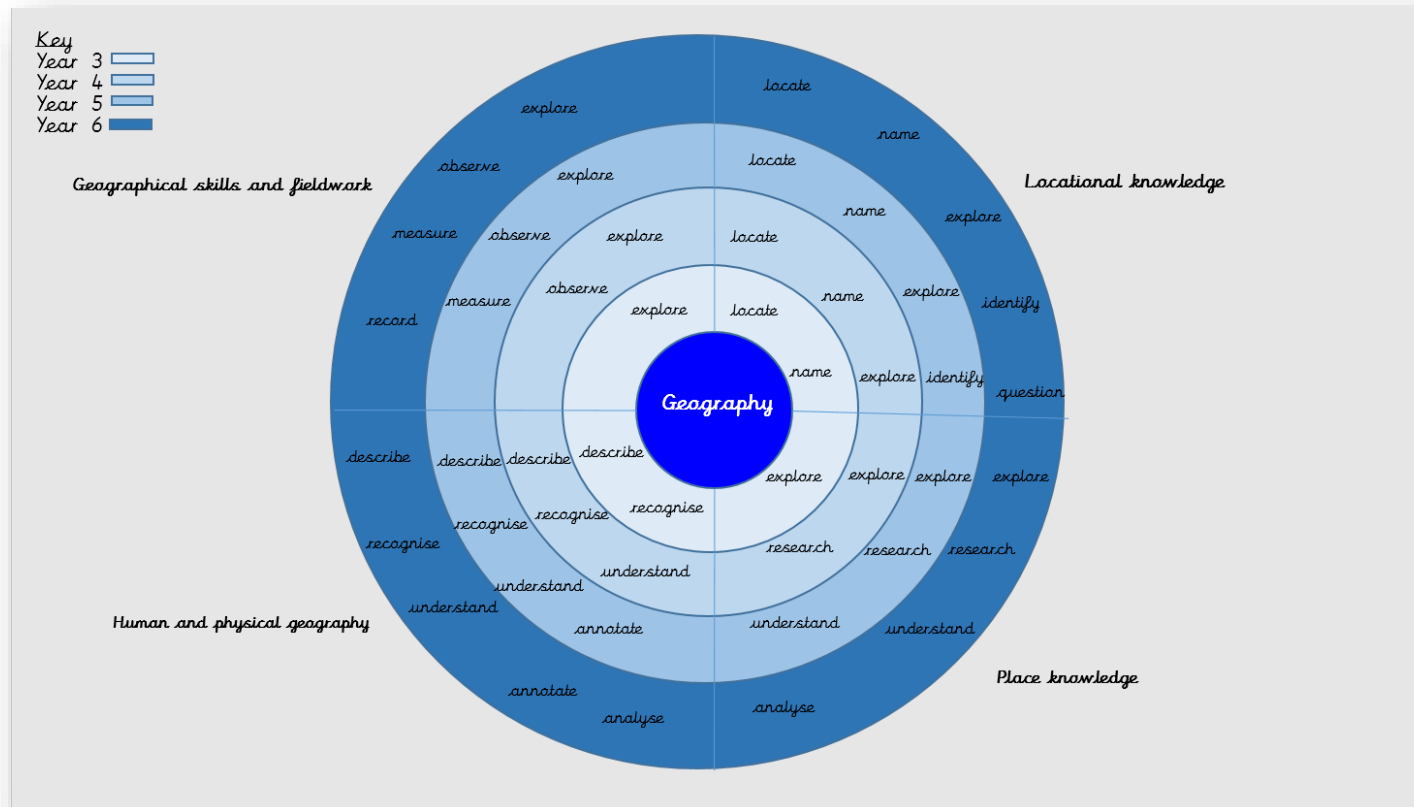 Key
Year 3
Year 4
Year 5
Year 6
Geographical skills and fieldwork
explore
observe
measure
record
explore
observe
measure
explore
observe
explore
Locational knowledge
locate
name
explore
identify
question
locate
name
explore
identify
locate
name
explore
locate
name
Geography
Human and physical geography
describe
recognise
understand
annotate
analyse
describe
recognise
understand
annotate
describe
recognise
understand
describe
recognise
Place knowledge
explore
research
understand
analyse
explore
research
understand
explore
research
explore